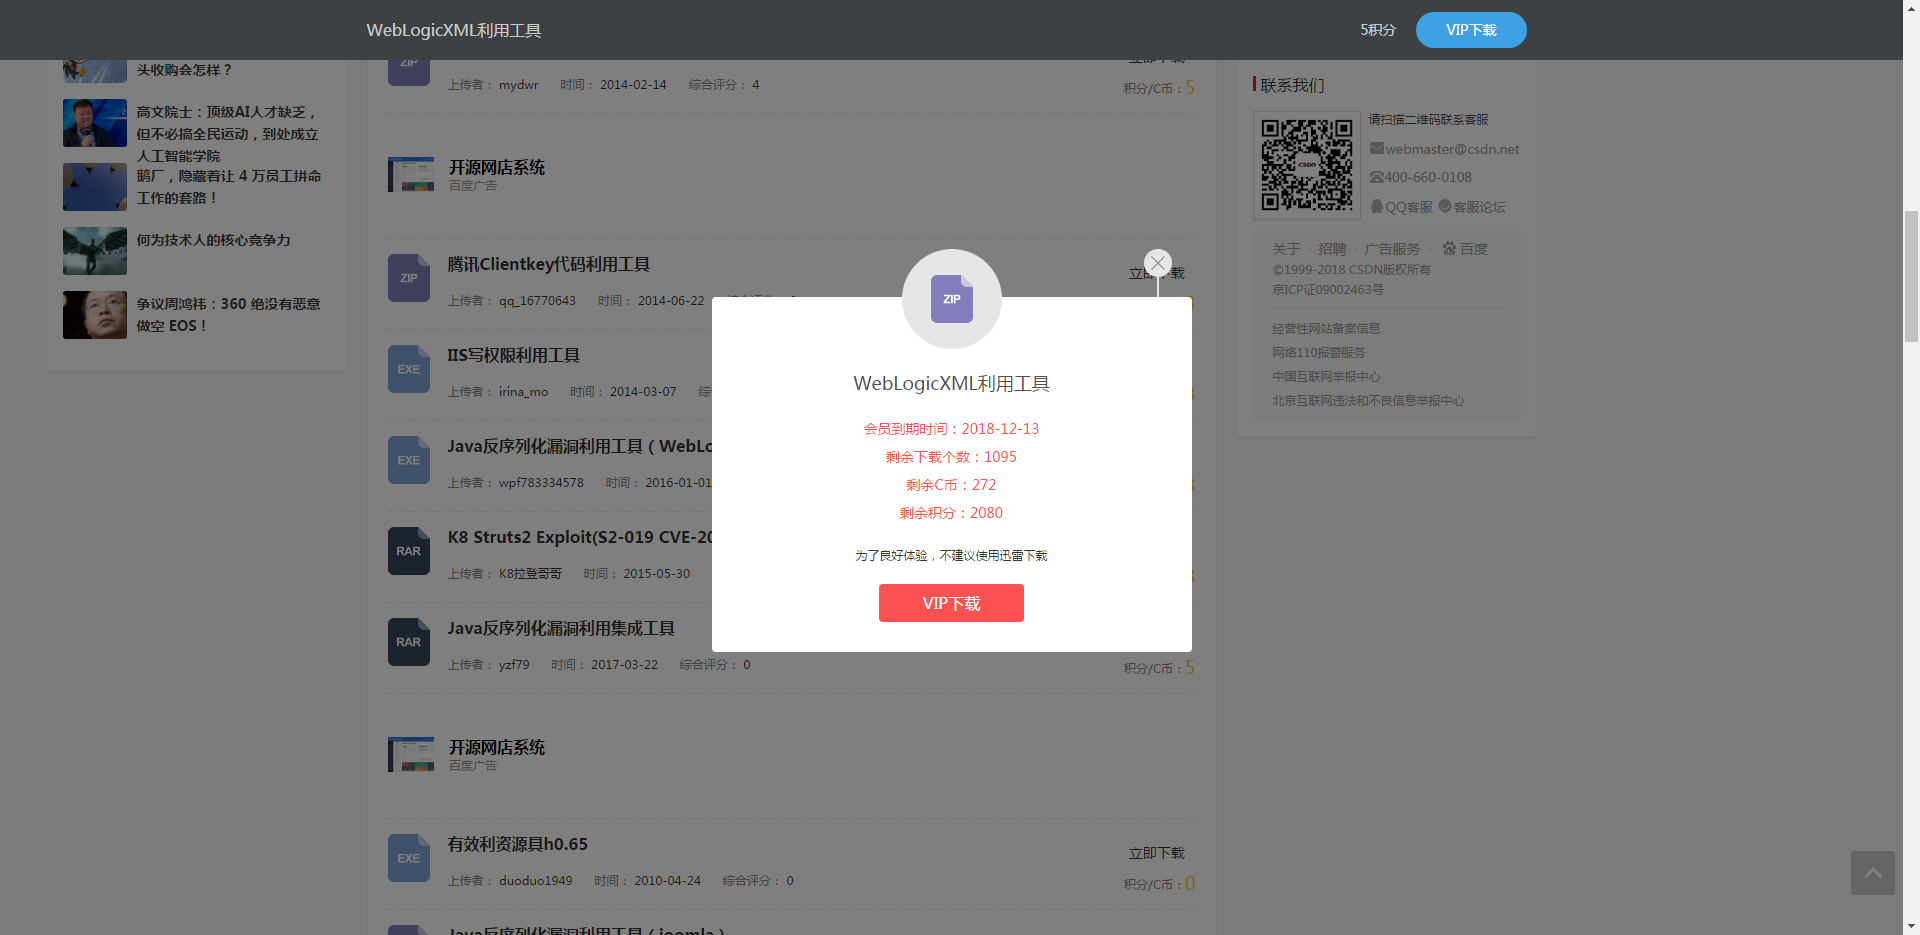 WebLogicXML利用工具
5积分
VIP下载
头收购会怎样？
高文院士：顶级AI人才缺乏，
但不必搞全民运动，到处成立
人工智能学院
鹅厂，隐藏着让 4 万员工拼命
工作的套路！
何为技术人的核心竞争力
争议周鸿祎：360 绝没有恶意
做空 EOS！
ZIP
上传者： mydwr 时间： 2014-02-14 综合评分： 4
积分/C币：5
开源网店系统
百度广告
ZIP
腾讯Clientkey代码利用工具
上传者： qq_16770643 时间： 2014-06-22
EXE
IIS写权限利用工具
上传者： irina_mo 时间： 2014-03-07 综
EXE
Java反序列化漏洞利用工具（WebLo
上传者： wpf783334578 时间： 2016-01-01
RAR
K8 Struts2 Exploit(S2-019 CVE-20
上传者： K8拉登哥哥 时间： 2015-05-30
RAR
Java反序列化漏洞利用集成工具
上传者： yzf79 时间： 2017-03-22 综合评分： 0
积分/C币：5
开源网店系统
百度广告
EXE
有效利资源具h0.65
立即下载
上传者： duoduo1949 时间： 2010-04-24 综合评分： 0
积分/C币：0
Java反序列化漏洞利用工具（joomla）
ZIP
WebLogicXML利用工具
会员到期时间：2018-12-13
剩余下载个数：1095
剩余C币：272
剩余积分：2080
为了良好体验，不建议使用迅雷下载
VIP下载
联系我们
CSDN
请扫描二维码联系客服
webmaster@csdn.net
400-660-0108
QQ客服 客服论坛
关于 · 招聘 · 广告服务 · 百度
©1999-2018 CSDN版权所有
京ICP证09002463号
经营性网站备案信息
网络110报警服务
中国互联网举报中心
北京互联网违法和不良信息举报中心